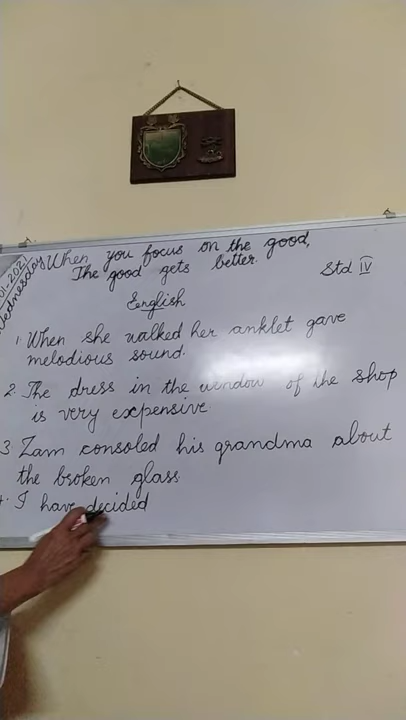 01-2021
Wednesday
When you focus on the good,
The good gets better.
Std IV
English
1. When she walked her anklet gave
melodious sound.
2. The dress in the window of the shop
is very expensive.
3 Zam consoled his grandma about
the broken glass
I have decided